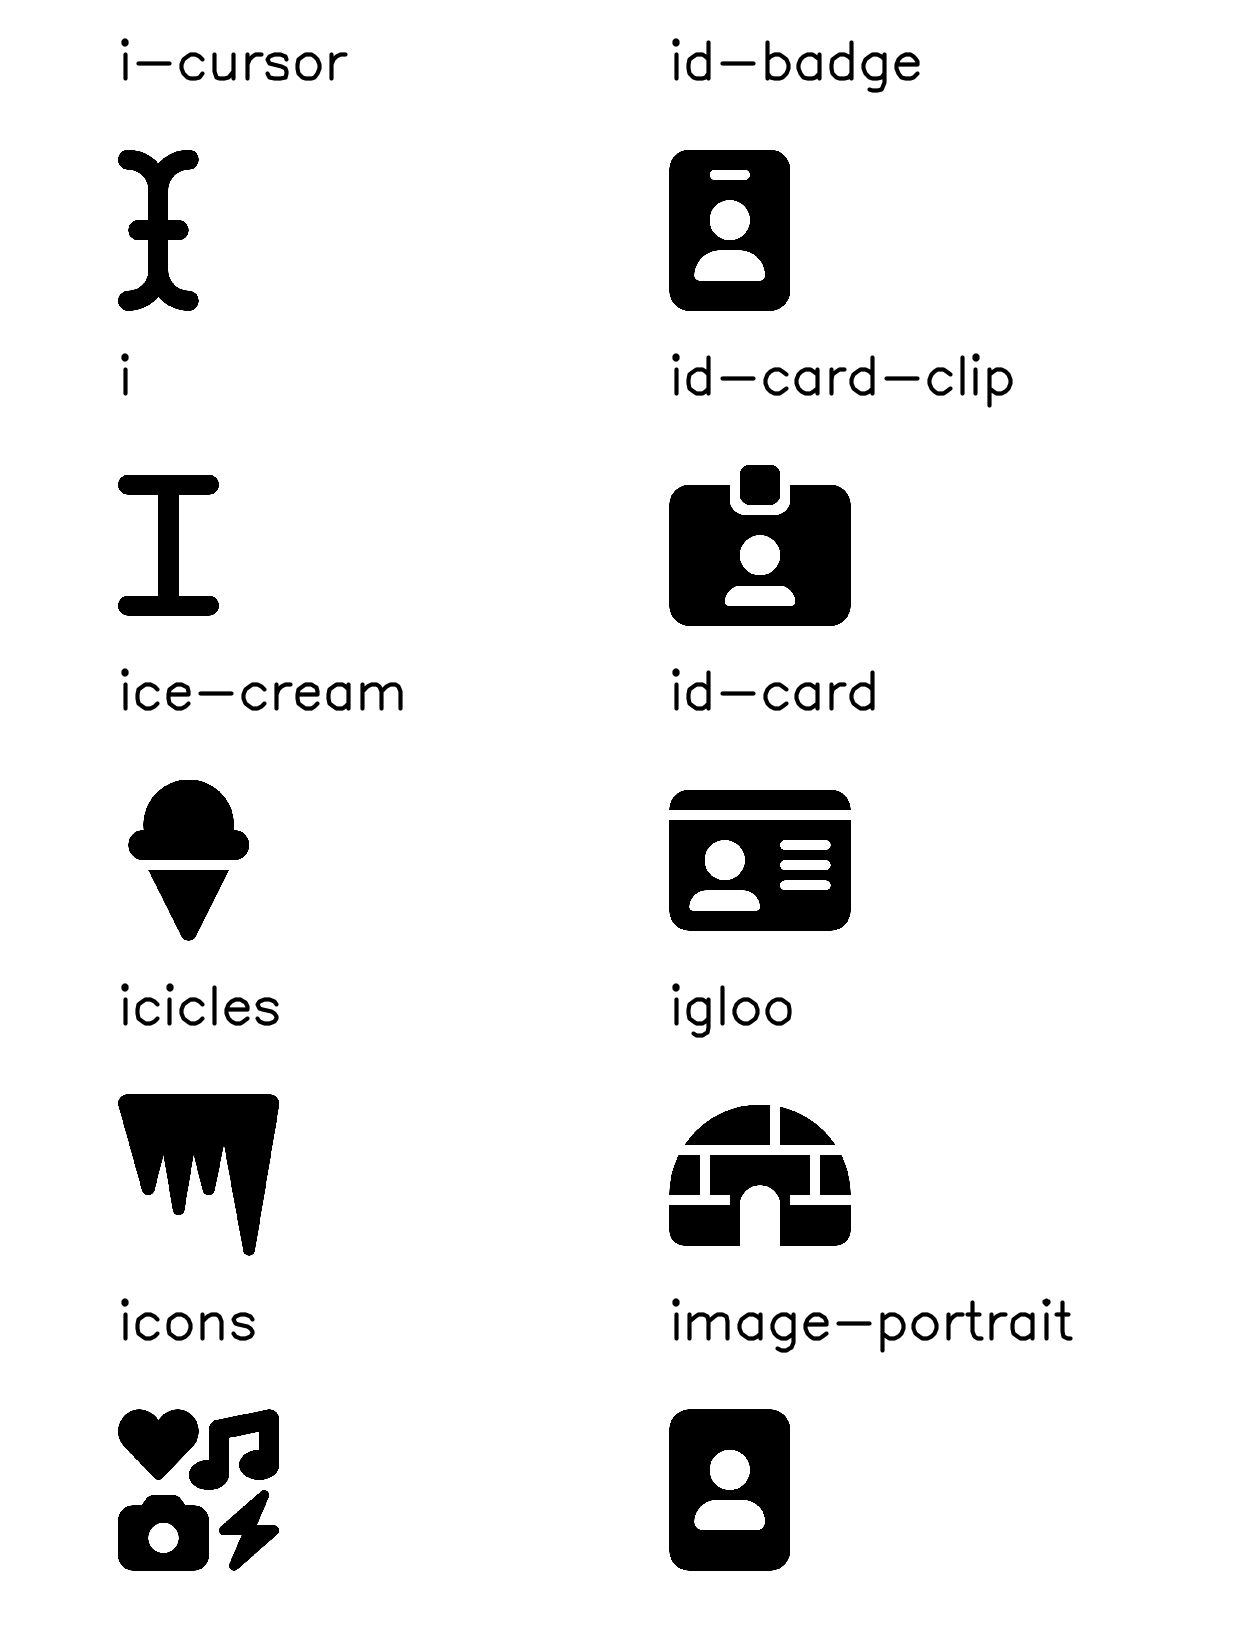 i-cursor id-badge
i id-card-clip
ice-cream id-card
icicles igloo
icons image-portrait